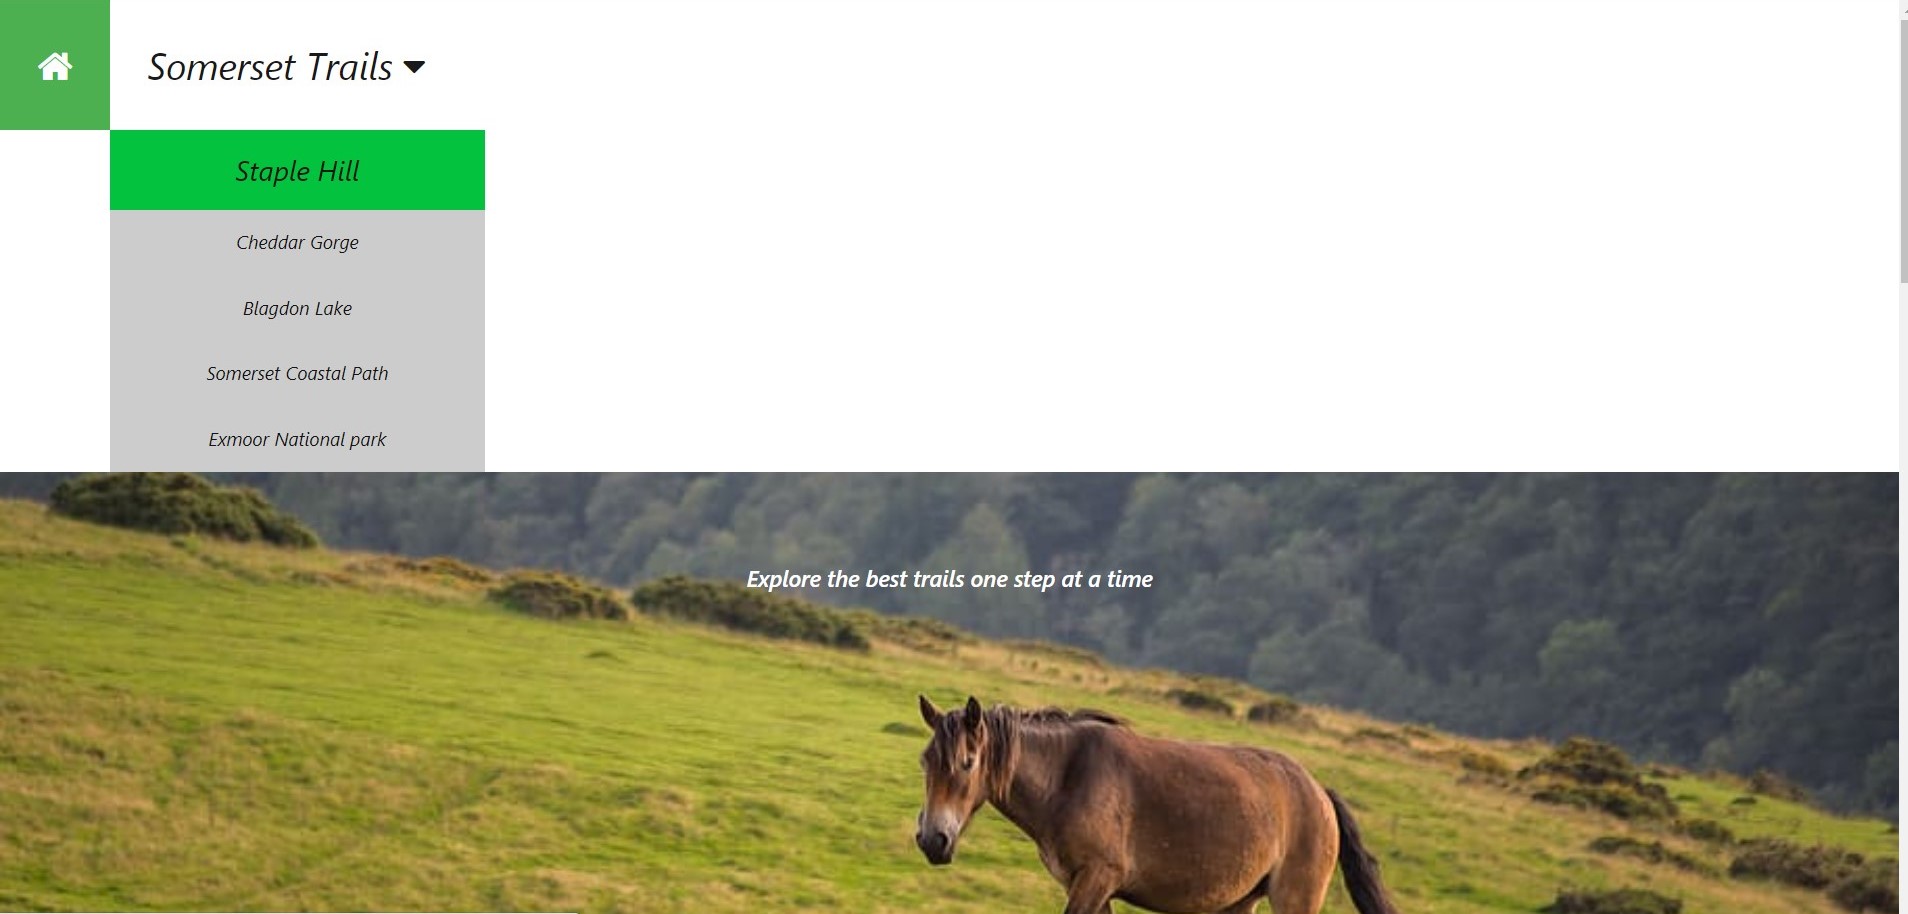 Somerset Trails
Staple Hill
Cheddar Gorge
Blagdon Lake
Somerset Coastal Path
Exmoor National park
Explore the best trails one step at a time